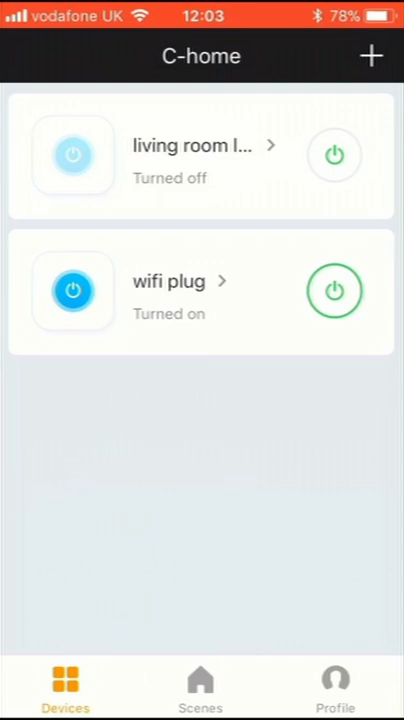 vodafone UK 12:03 78%
C-home
living room l...
Turned off
wifi plug
Turned on
Devices Scenes Profile